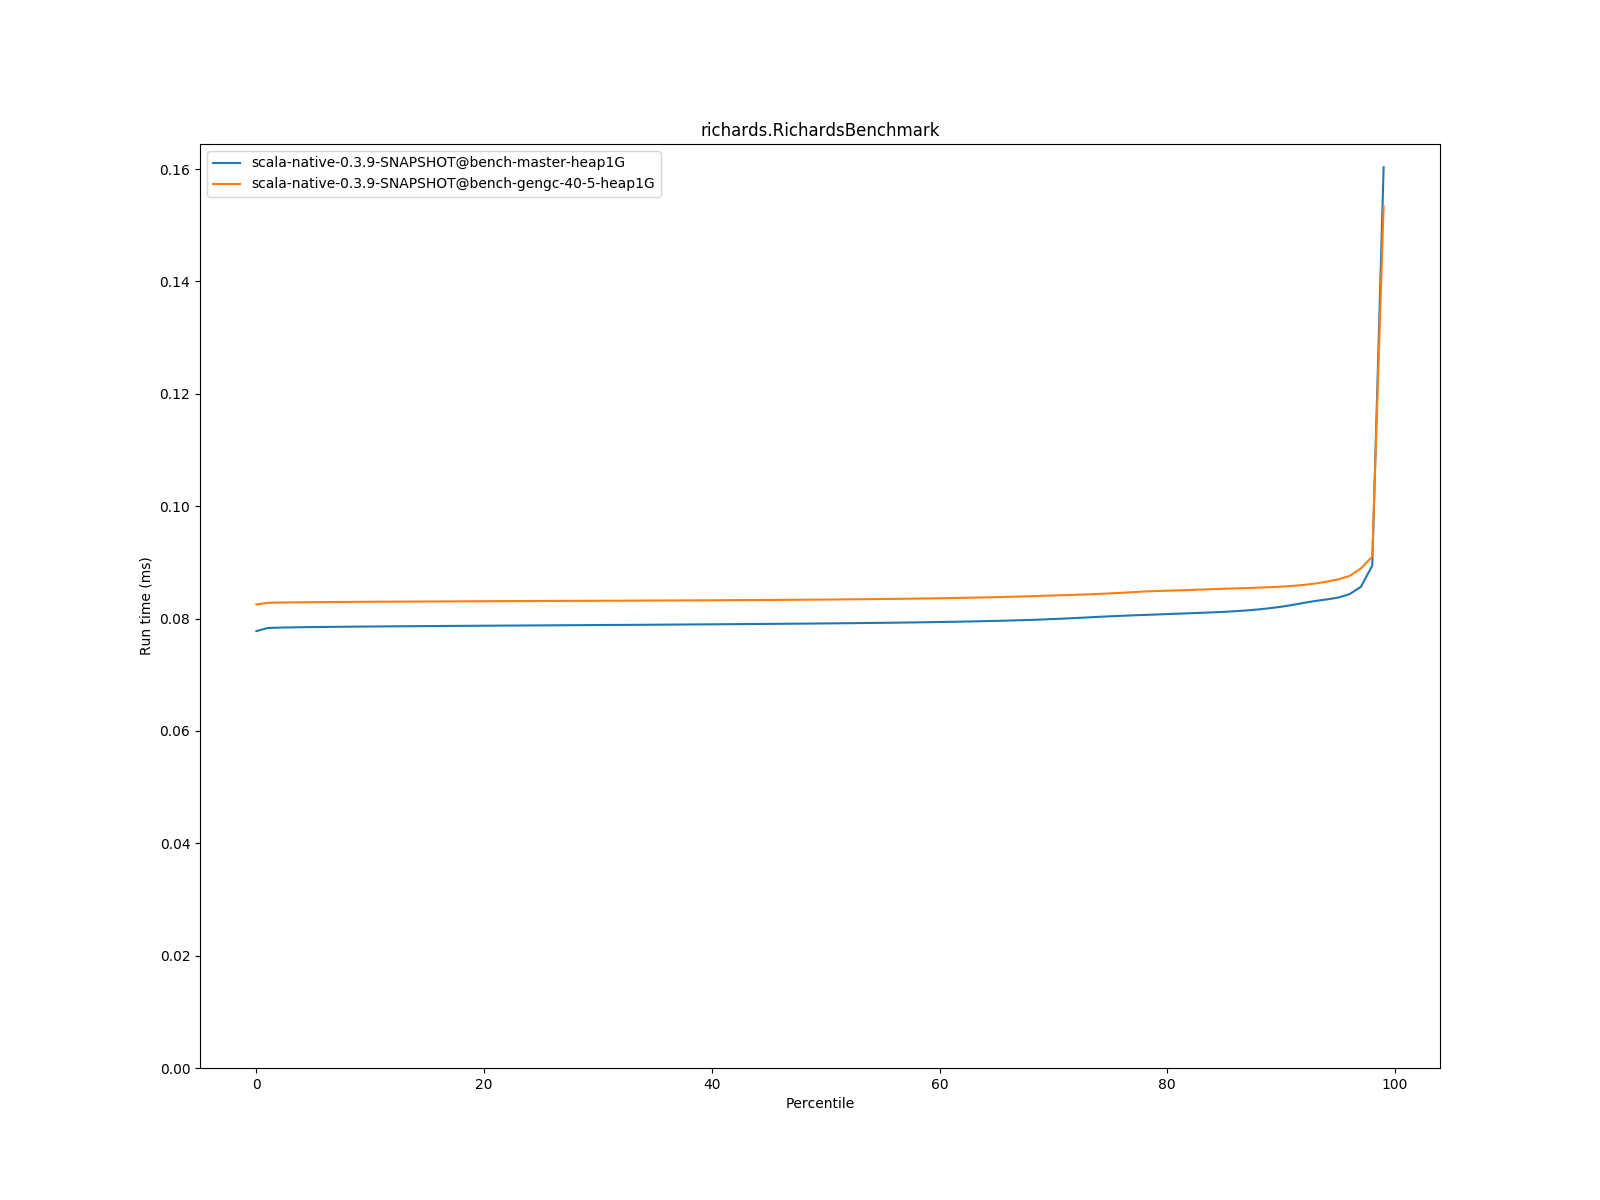 richards.RichardsBenchmark
scala-native-0.3.9-SNAPSHOT@bench-master-heap1G
scala-native-0.3.9-SNAPSHOT@bench-gengc-40-5-heap1G
0.16
0.14
0.12
0.10
0.08
0.06
0.04
0.02
0.00
Run time (ms)
0 20 40 60 80 100
Percentile